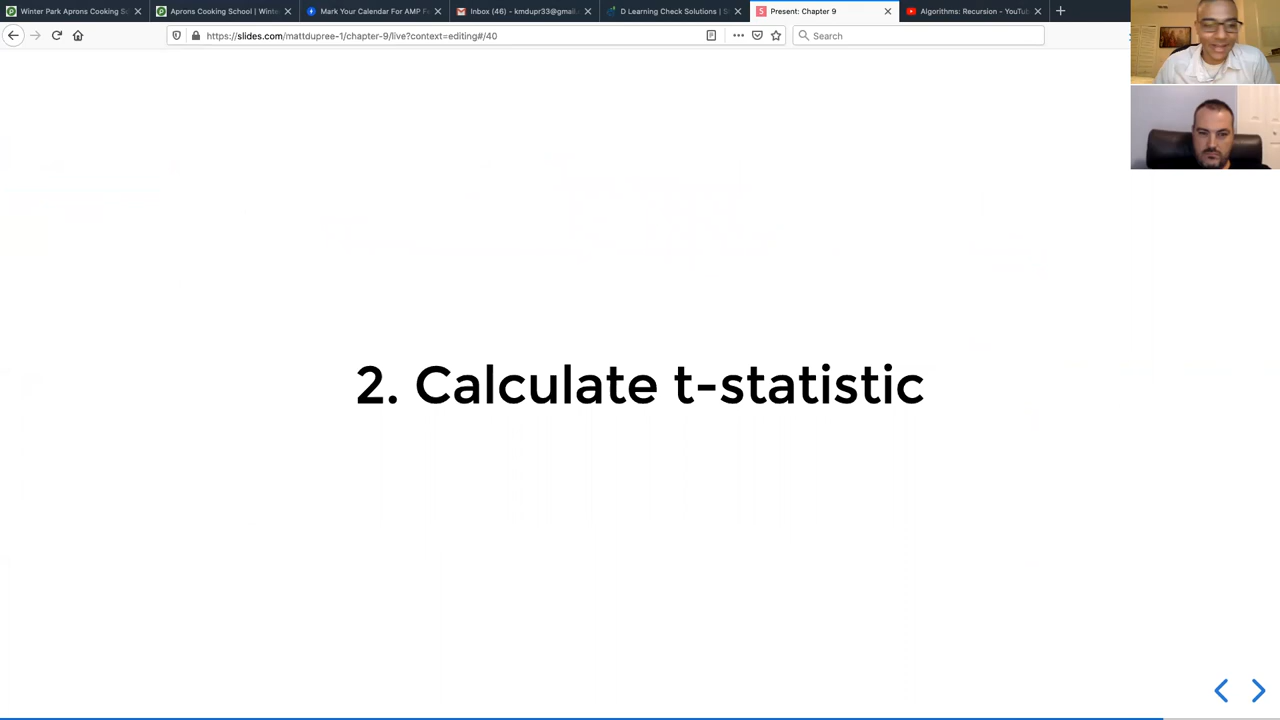 Winter Park Aprons Cooking S
Aprons Cooking School | Winte
Mark Your Calendar For AMP F
Inbox (46) - kmdupr33@gmail.
D Learning Check Solutions | S
Present: Chapter 9
Algorithms: Recursion - YouTub
https://slides.com/mattdupree-1/chapter-9/live?context=editing#/40
Search
2. Calculate t-statistic